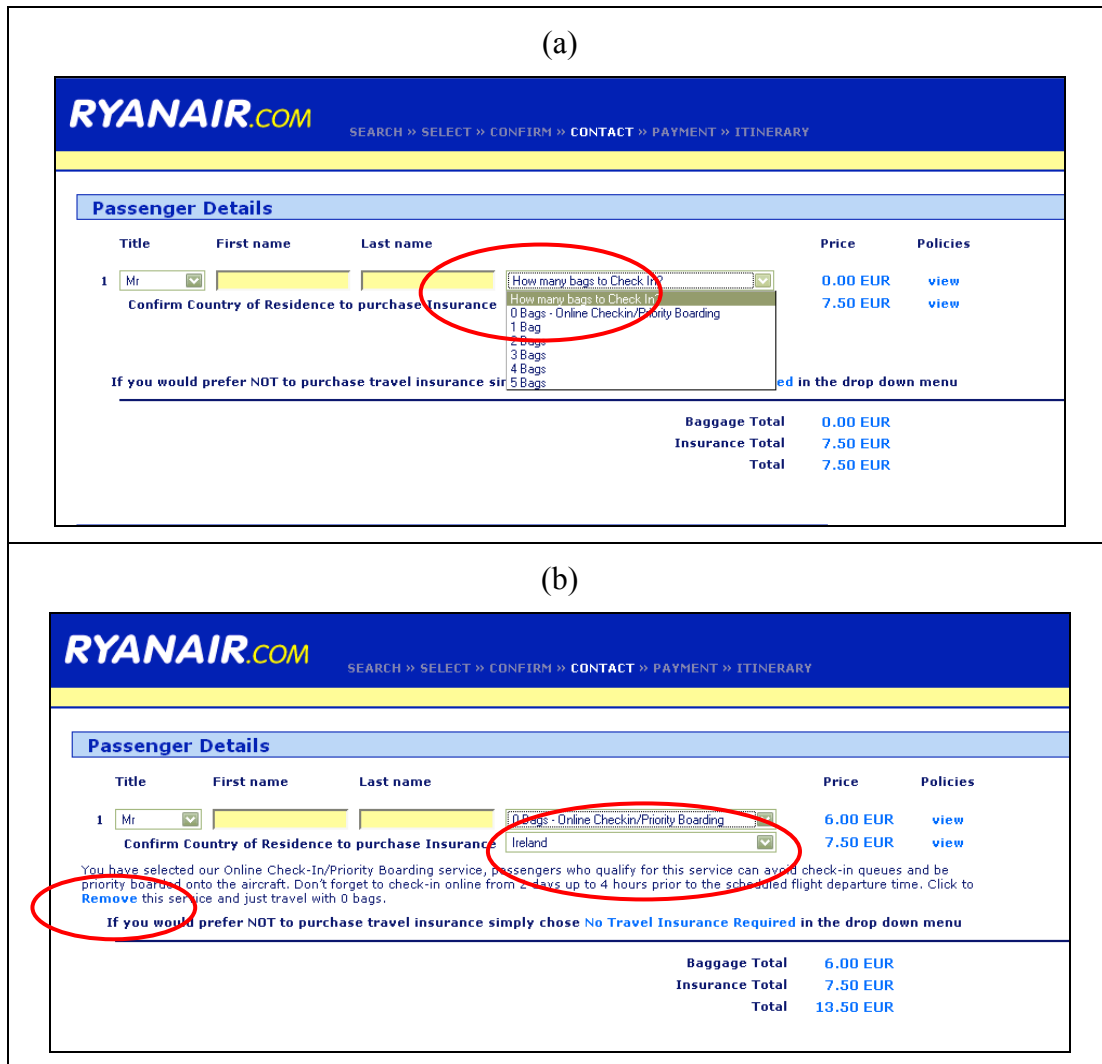 (a)
RYANAIR.COM
SEARCH » SELECT » CONFIRM » CONTACT » PAYMENT » ITINERARY
Passenger Details
Title First name Last name Price Policies
1 Mr How many bags to Check In? 0.00 EUR view
Confirm Country of Residence to purchase Insurance How many bags to Check In? 7.50 EUR view
0 Bags - Online Checkin/Priority Boarding
1 Bag
2 Bags
3 Bags
4 Bags
If you would prefer NOT to purchase travel insurance sim 5 Bags ed in the drop down menu
Baggage Total 0.00 EUR
Insurance Total 7.50 EUR
Total 7.50 EUR
(b)
RYANAIR.COM
SEARCH » SELECT » CONFIRM » CONTACT » PAYMENT » ITINERARY
Passenger Details
Title First name Last name Price Policies
1 Mr 0 Bags - Online Checkin/Priority Boarding 6.00 EUR view
Confirm Country of Residence to purchase Insurance Ireland 7.50 EUR view
You have selected our Online Check-In/Priority Boarding service, passengers who qualify for this service can avoid check-in queues and be
priority boarded onto the aircraft. Don't forget to check-in online from 2 days up to 4 hours prior to the scheduled flight departure time. Click to
Remove this service and just travel with 0 bags.
If you would prefer NOT to purchase travel insurance simply chose No Travel Insurance Required in the drop down menu
Baggage Total 6.00 EUR
Insurance Total 7.50 EUR
Total 13.50 EUR